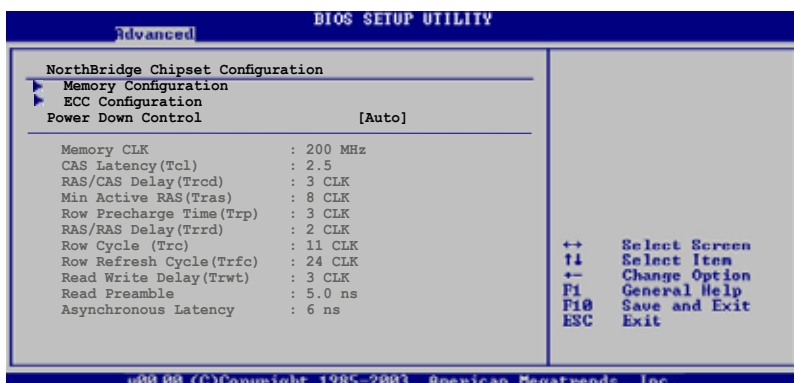 BIOS SETUP UTILITY
Advanced
NorthBridge Chipset Configuration
Memory Configuration
ECC Configuration
Power Down Control [Auto]
Memory CLK : 200 MHz
CAS Latency(Tcl) : 2.5
RAS/CAS Delay(Trcd) : 3 CLK
Min Active RAS(Tras) : 8 CLK
Row Precharge Time(Trp) : 3 CLK
RAS/RAS Delay(Trrd) : 2 CLK
Row Cycle (Trc) : 11 CLK
Row Refresh Cycle(Trfc) : 24 CLK
Read Write Delay(Trwt) : 3 CLK
Read Preamble : 5.0 ns
Asynchronous Latency : 6 ns
↔ Select Screen
↑↓ Select Item
+- Change Option
F1 General Help
F10 Save and Exit
ESC Exit
v00.00 (C)Copyright 1985-2003, American Megatrends, Inc.